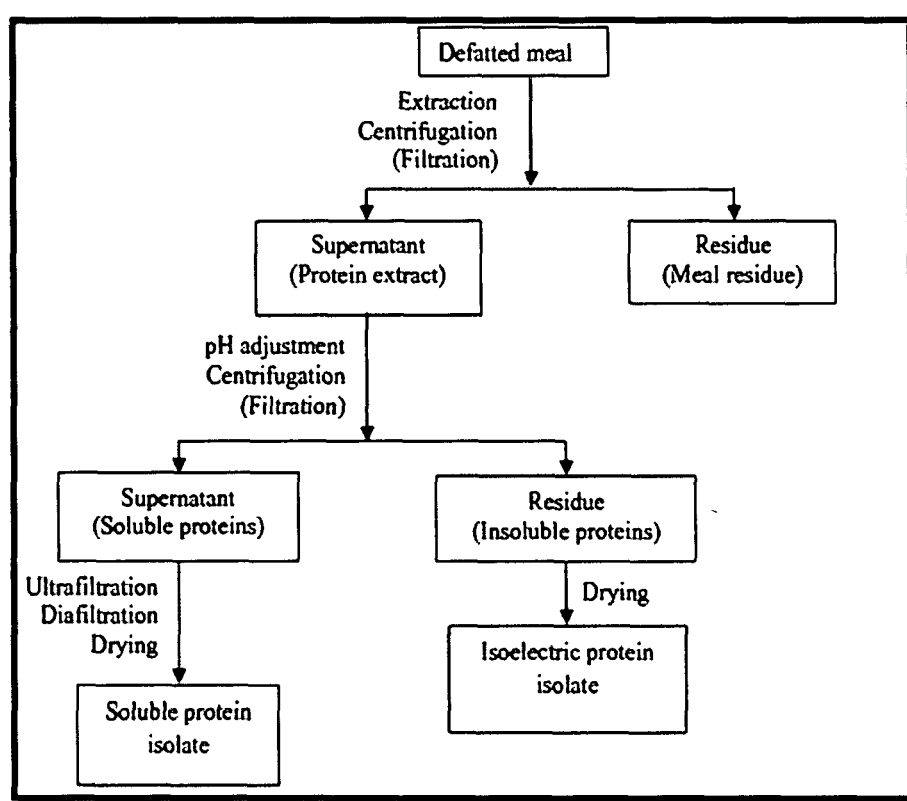 Defatted meal
Extraction
Centrifugation
(Filtration)
Supernatant
(Protein extract)
Residue
(Meal residue)
pH adjustment
Centrifugation
(Filtration)
Supernatant
(Soluble proteins)
Residue
(Insoluble proteins)
Ultrafiltration
Diafiltration
Drying
Drying
Isoelectric protein
isolate
Soluble protein
isolate